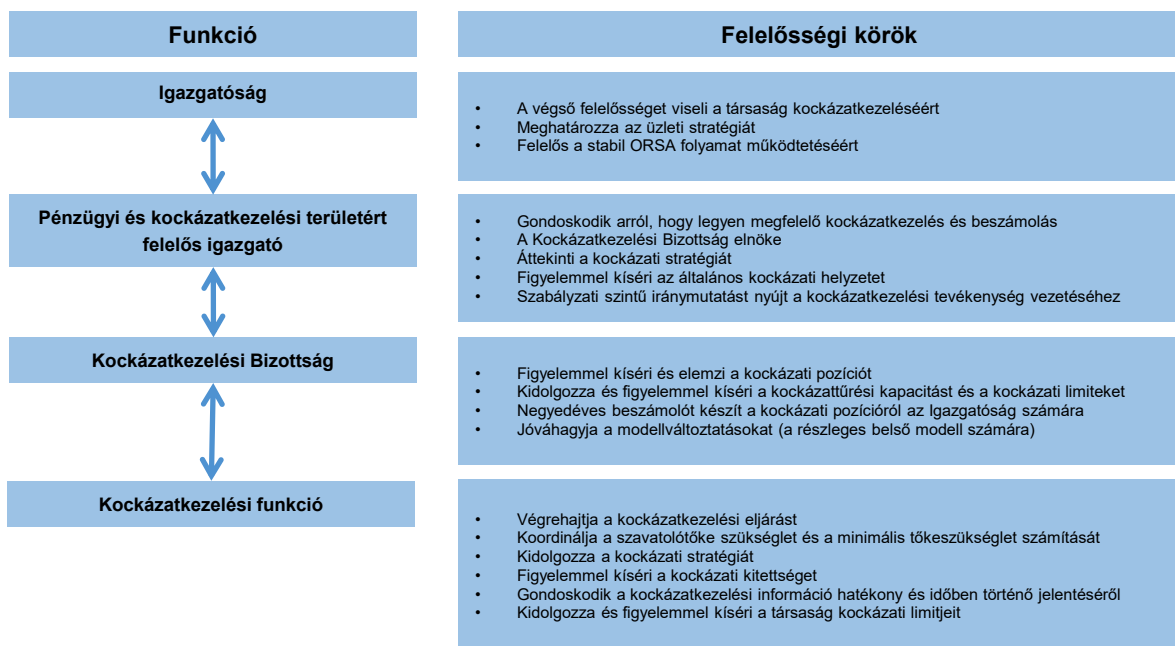 Funkció
Felelősségi körök
Igazgatóság
• A végső felelősséget viseli a társaság kockázatkezeléséért
• Meghatározza az üzleti stratégiát
• Felelős a stabil ORSA folyamat működtetéséért
Pénzügyi és kockázatkezelési területért
felelős igazgató
• Gondoskodik arról, hogy legyen megfelelő kockázatkezelés és beszámolás
• A Kockázatkezelési Bizottság elnöke
• Áttekinti a kockázati stratégiát
• Figyelemmel kíséri az általános kockázati helyzetet
• Szabályzati szintű iránymutatást nyújt a kockázatkezelési tevékenység vezetéséhez
Kockázatkezelési Bizottság
• Figyelemmel kíséri és elemzi a kockázati pozíciót
• Kidolgozza és figyelemmel kíséri a kockázattűrési kapacitást és a kockázati limiteket
• Negyedéves beszámolót készít a kockázati pozícióról az Igazgatóság számára
• Jóváhagyja a modellváltoztatásokat (a részleges belső modell számára)
Kockázatkezelési funkció
• Végrehajtja a kockázatkezelési eljárást
• Koordinálja a szavatolótőke szükséglet és a minimális tőkeszükséglet számítását
• Kidolgozza a kockázati stratégiát
• Figyelemmel kíséri a kockázati kitettséget
• Gondoskodik a kockázatkezelési információ hatékony és időben történő jelentéséről
• Kidolgozza és figyelemmel kíséri a társaság kockázati limitjeit